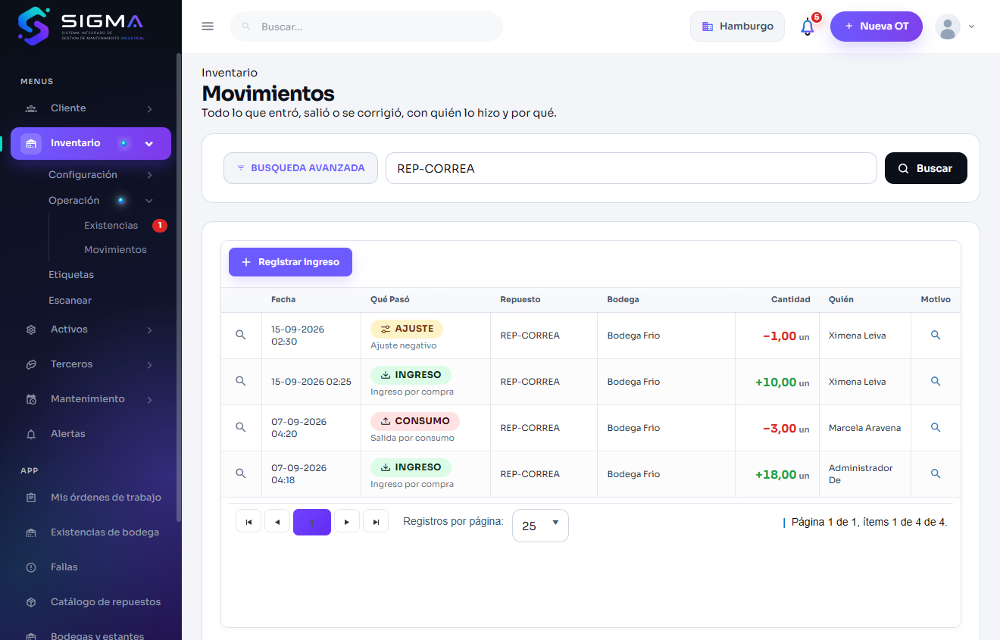 SIGMA
SISTEMA INTEGRADO DE
GESTIÓN DE MANTENIMIENTO INDUSTRIAL
Buscar...
Hamburgo
5
+ Nueva OT
MENUS
Cliente
Inventario
Configuración
Operación
Existencias 1
Movimientos
Etiquetas
Escanear
Activos
Terceros
Mantenimiento
Alertas
APP
Mis órdenes de trabajo
Existencias de bodega
Fallas
Catálogo de repuestos
Bodegas y estantes
Inventario
Movimientos
Todo lo que entró, salió o se corrigió, con quién lo hizo y por qué.
BUSQUEDA AVANZADA
REP-CORREA
Buscar
+ Registrar ingreso
Fecha Qué Pasó Repuesto Bodega Cantidad Quién Motivo
15-09-2026 02:30 AJUSTE Ajuste negativo REP-CORREA Bodega Frio −1,00 un Ximena Leiva
15-09-2026 02:25 INGRESO Ingreso por compra REP-CORREA Bodega Frio +10,00 un Ximena Leiva
07-09-2026 04:20 CONSUMO Salida por consumo REP-CORREA Bodega Frio −3,00 un Marcela Aravena
07-09-2026 04:18 INGRESO Ingreso por compra REP-CORREA Bodega Frio +18,00 un Administrador De
1 Registros por página: 25 | Página 1 de 1, ítems 1 de 4 de 4.